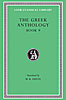 LOEB CLASSICAL LIBRARY
THE GREEK
ANTHOLOGY
BOOK 9